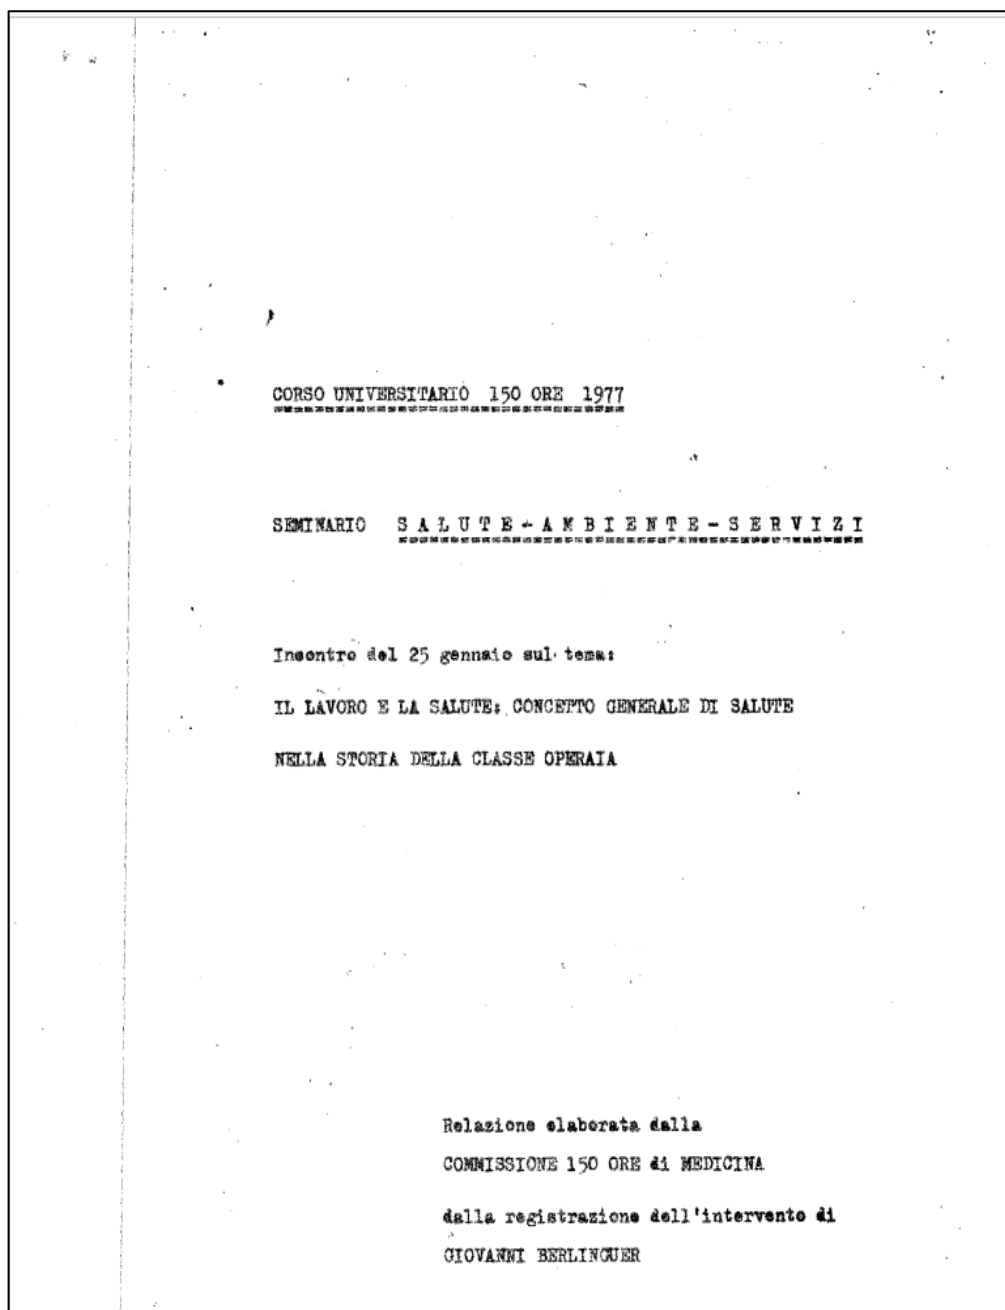 CORSO UNIVERSITARIO 150 ORE 1977
SEMINARIO S A L U T E - A M B I E N T E - S E R V I Z I
Incontro del 25 gennaio sul tema:
IL LAVORO E LA SALUTE: CONCETTO GENERALE DI SALUTE
NELLA STORIA DELLA CLASSE OPERAIA
Relazione elaborata dalla
COMMISSIONE 150 ORE di MEDICINA
dalla registrazione dell'intervento di
GIOVANNI BERLINGUER